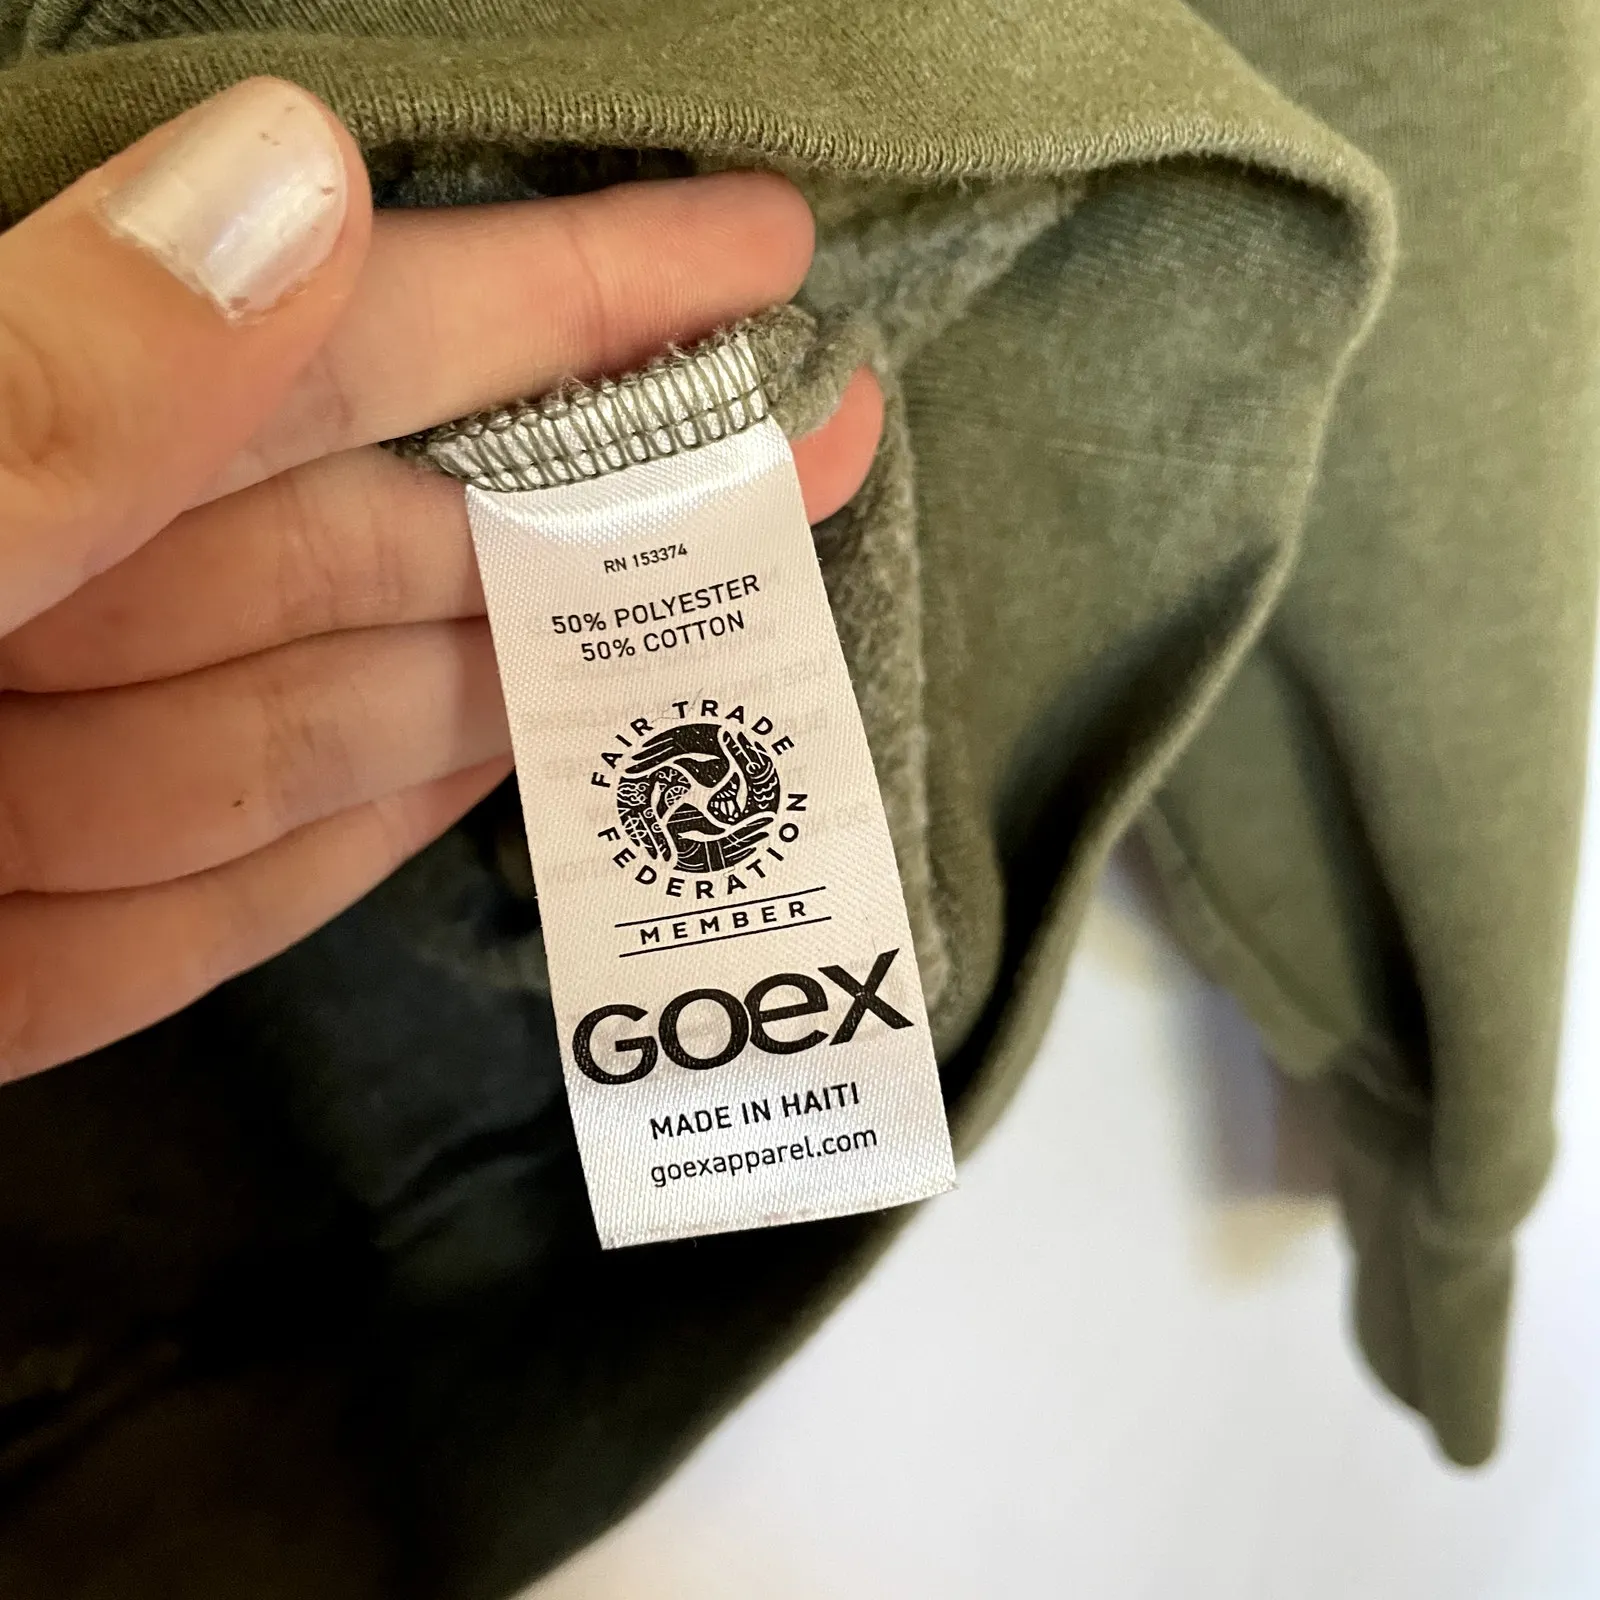 RN 153374
50% POLYESTER
50% COTTON
FAIR TRADE
FEDERATION
MEMBER
GOex
MADE IN HAITI
goexapparel.com